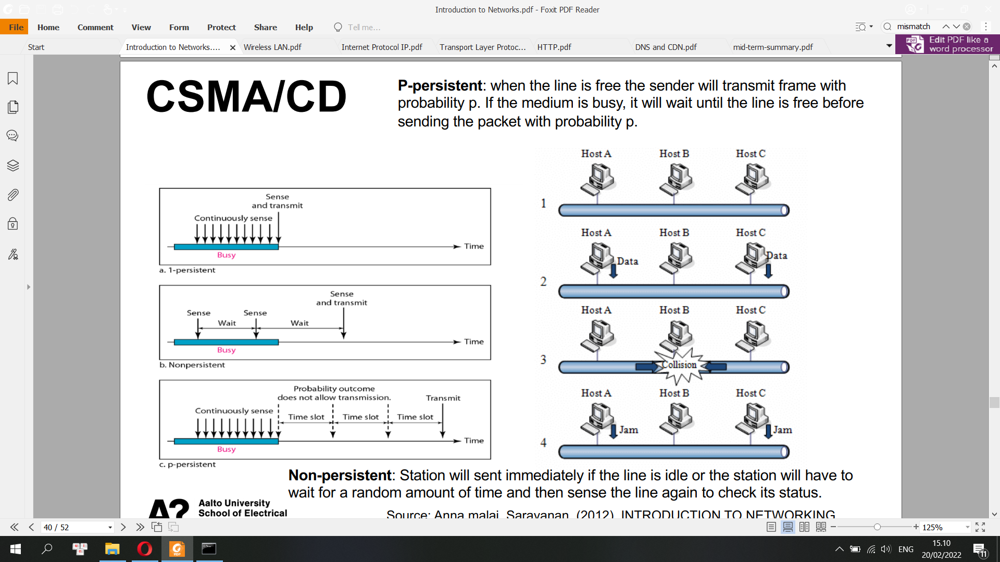 Introduction to Networks.pdf - Foxit PDF Reader
File Home Comment View Form Protect Share Help Tell me... mismatch
Start Introduction to Networks.... Wireless LAN.pdf Internet Protocol IP.pdf Transport Layer Protoc... HTTP.pdf DNS and CDN.pdf mid-term-summary.pdf
Edit PDF like a
word processor
CSMA/CD
P-persistent: when the line is free the sender will transmit frame with
probability p. If the medium is busy, it will wait until the line is free before
sending the packet with probability p.
Sense
and transmit
Continuously sense
Time
Busy
a. 1-persistent
Sense
and transmit
Sense Sense
Wait Wait
Time
Busy
b. Nonpersistent
Probability outcome
does not allow transmission.
Transmit
Continuously sense
Time slot Time slot Time slot
Time
Busy
c. p-persistent
Host A Host B Host C
1
Host A Host B Host C
Data Data
2
Host A Host B Host C
3
Collision
Host A Host B Host C
Jam Jam
4
Non-persistent: Station will sent immediately if the line is idle or the station will have to
wait for a random amount of time and then sense the line again to check its status.
A?
Aalto University
School of Electrical
Source: Anna malai, Saravanan. (2012). INTRODUCTION TO NETWORKING
40 / 52
125%
ENG
15.10
20/02/2022
11